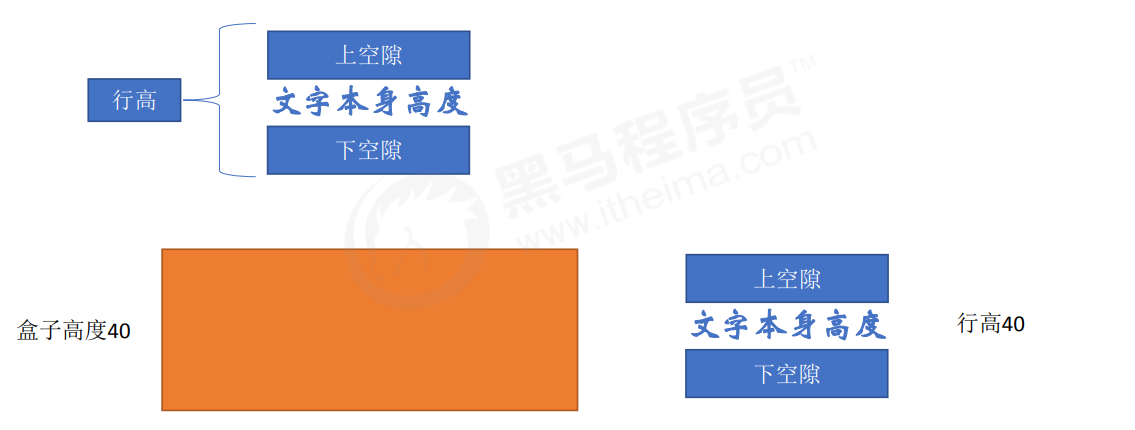 上空隙
行高
文字本身高度
下空隙
黑马程序员™
www.itheima.com
上空隙
盒子高度40
文字本身高度
行高40
下空隙